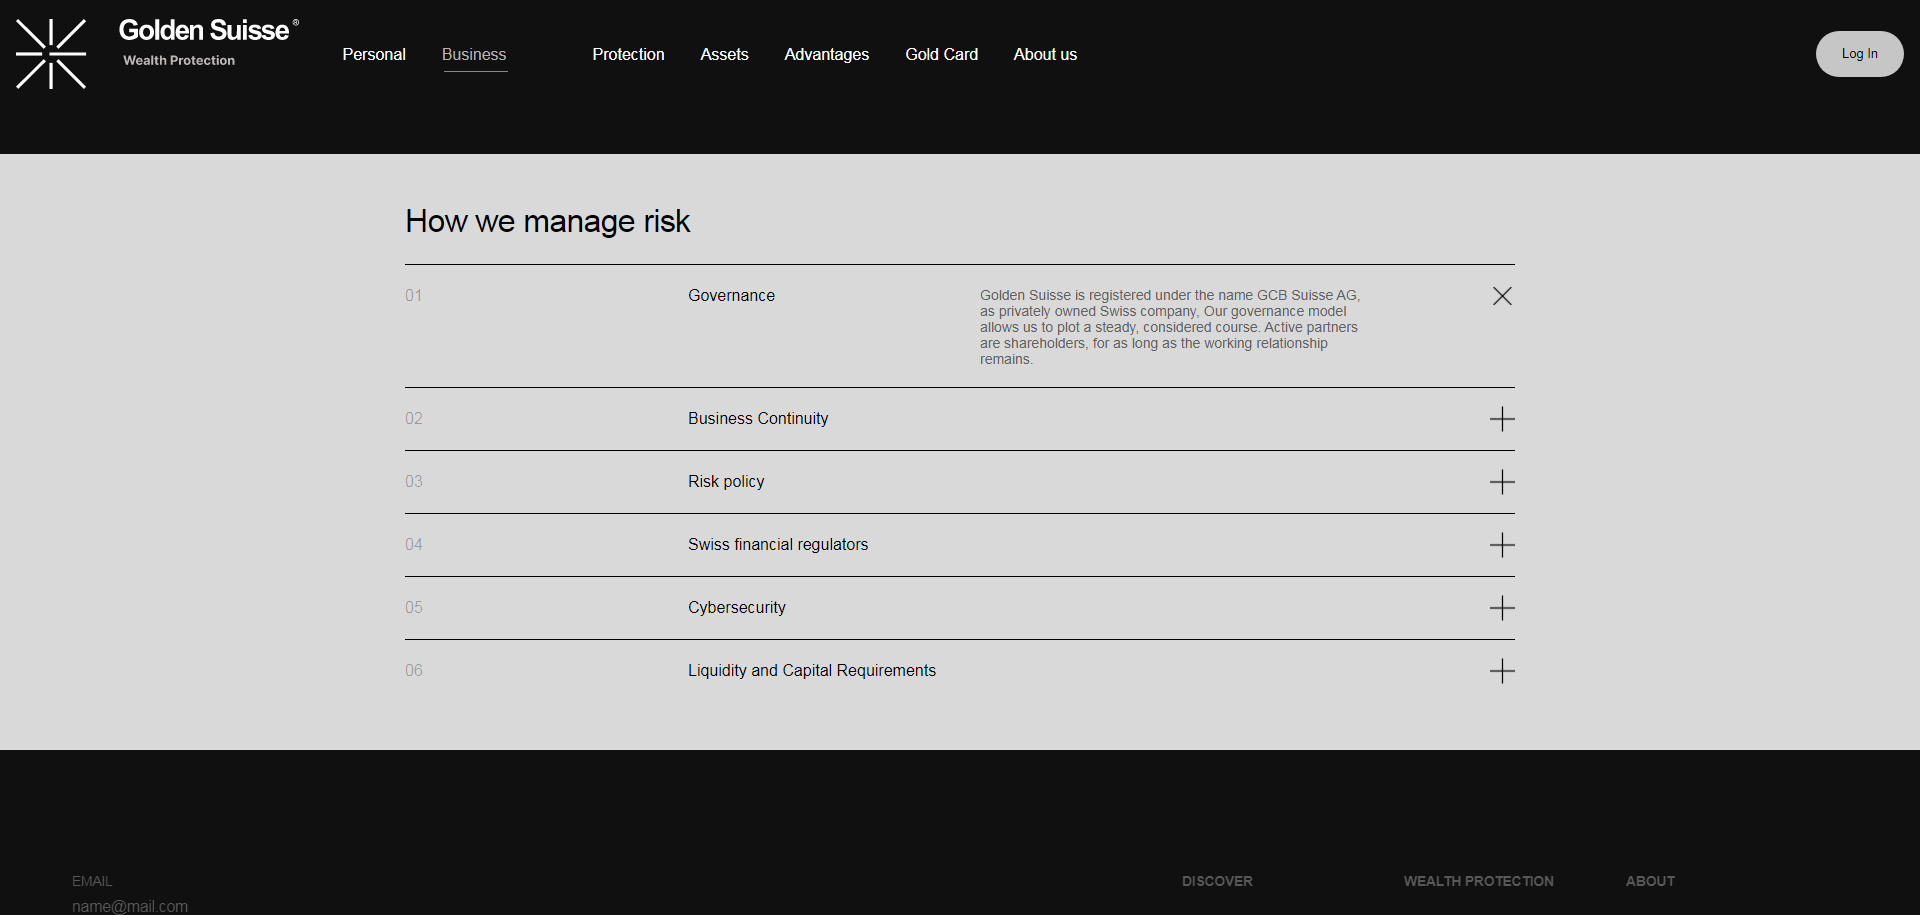 Golden Suisse ®
Wealth Protection
Personal
Business
Protection
Assets
Advantages
Gold Card
About us
Log In
How we manage risk
01
Governance
Golden Suisse is registered under the name GCB Suisse AG,
as privately owned Swiss company, Our governance model
allows us to plot a steady, considered course. Active partners
are shareholders, for as long as the working relationship
remains.
02
Business Continuity
03
Risk policy
04
Swiss financial regulators
05
Cybersecurity
06
Liquidity and Capital Requirements
EMAIL
name@mail.com
DISCOVER
WEALTH PROTECTION
ABOUT